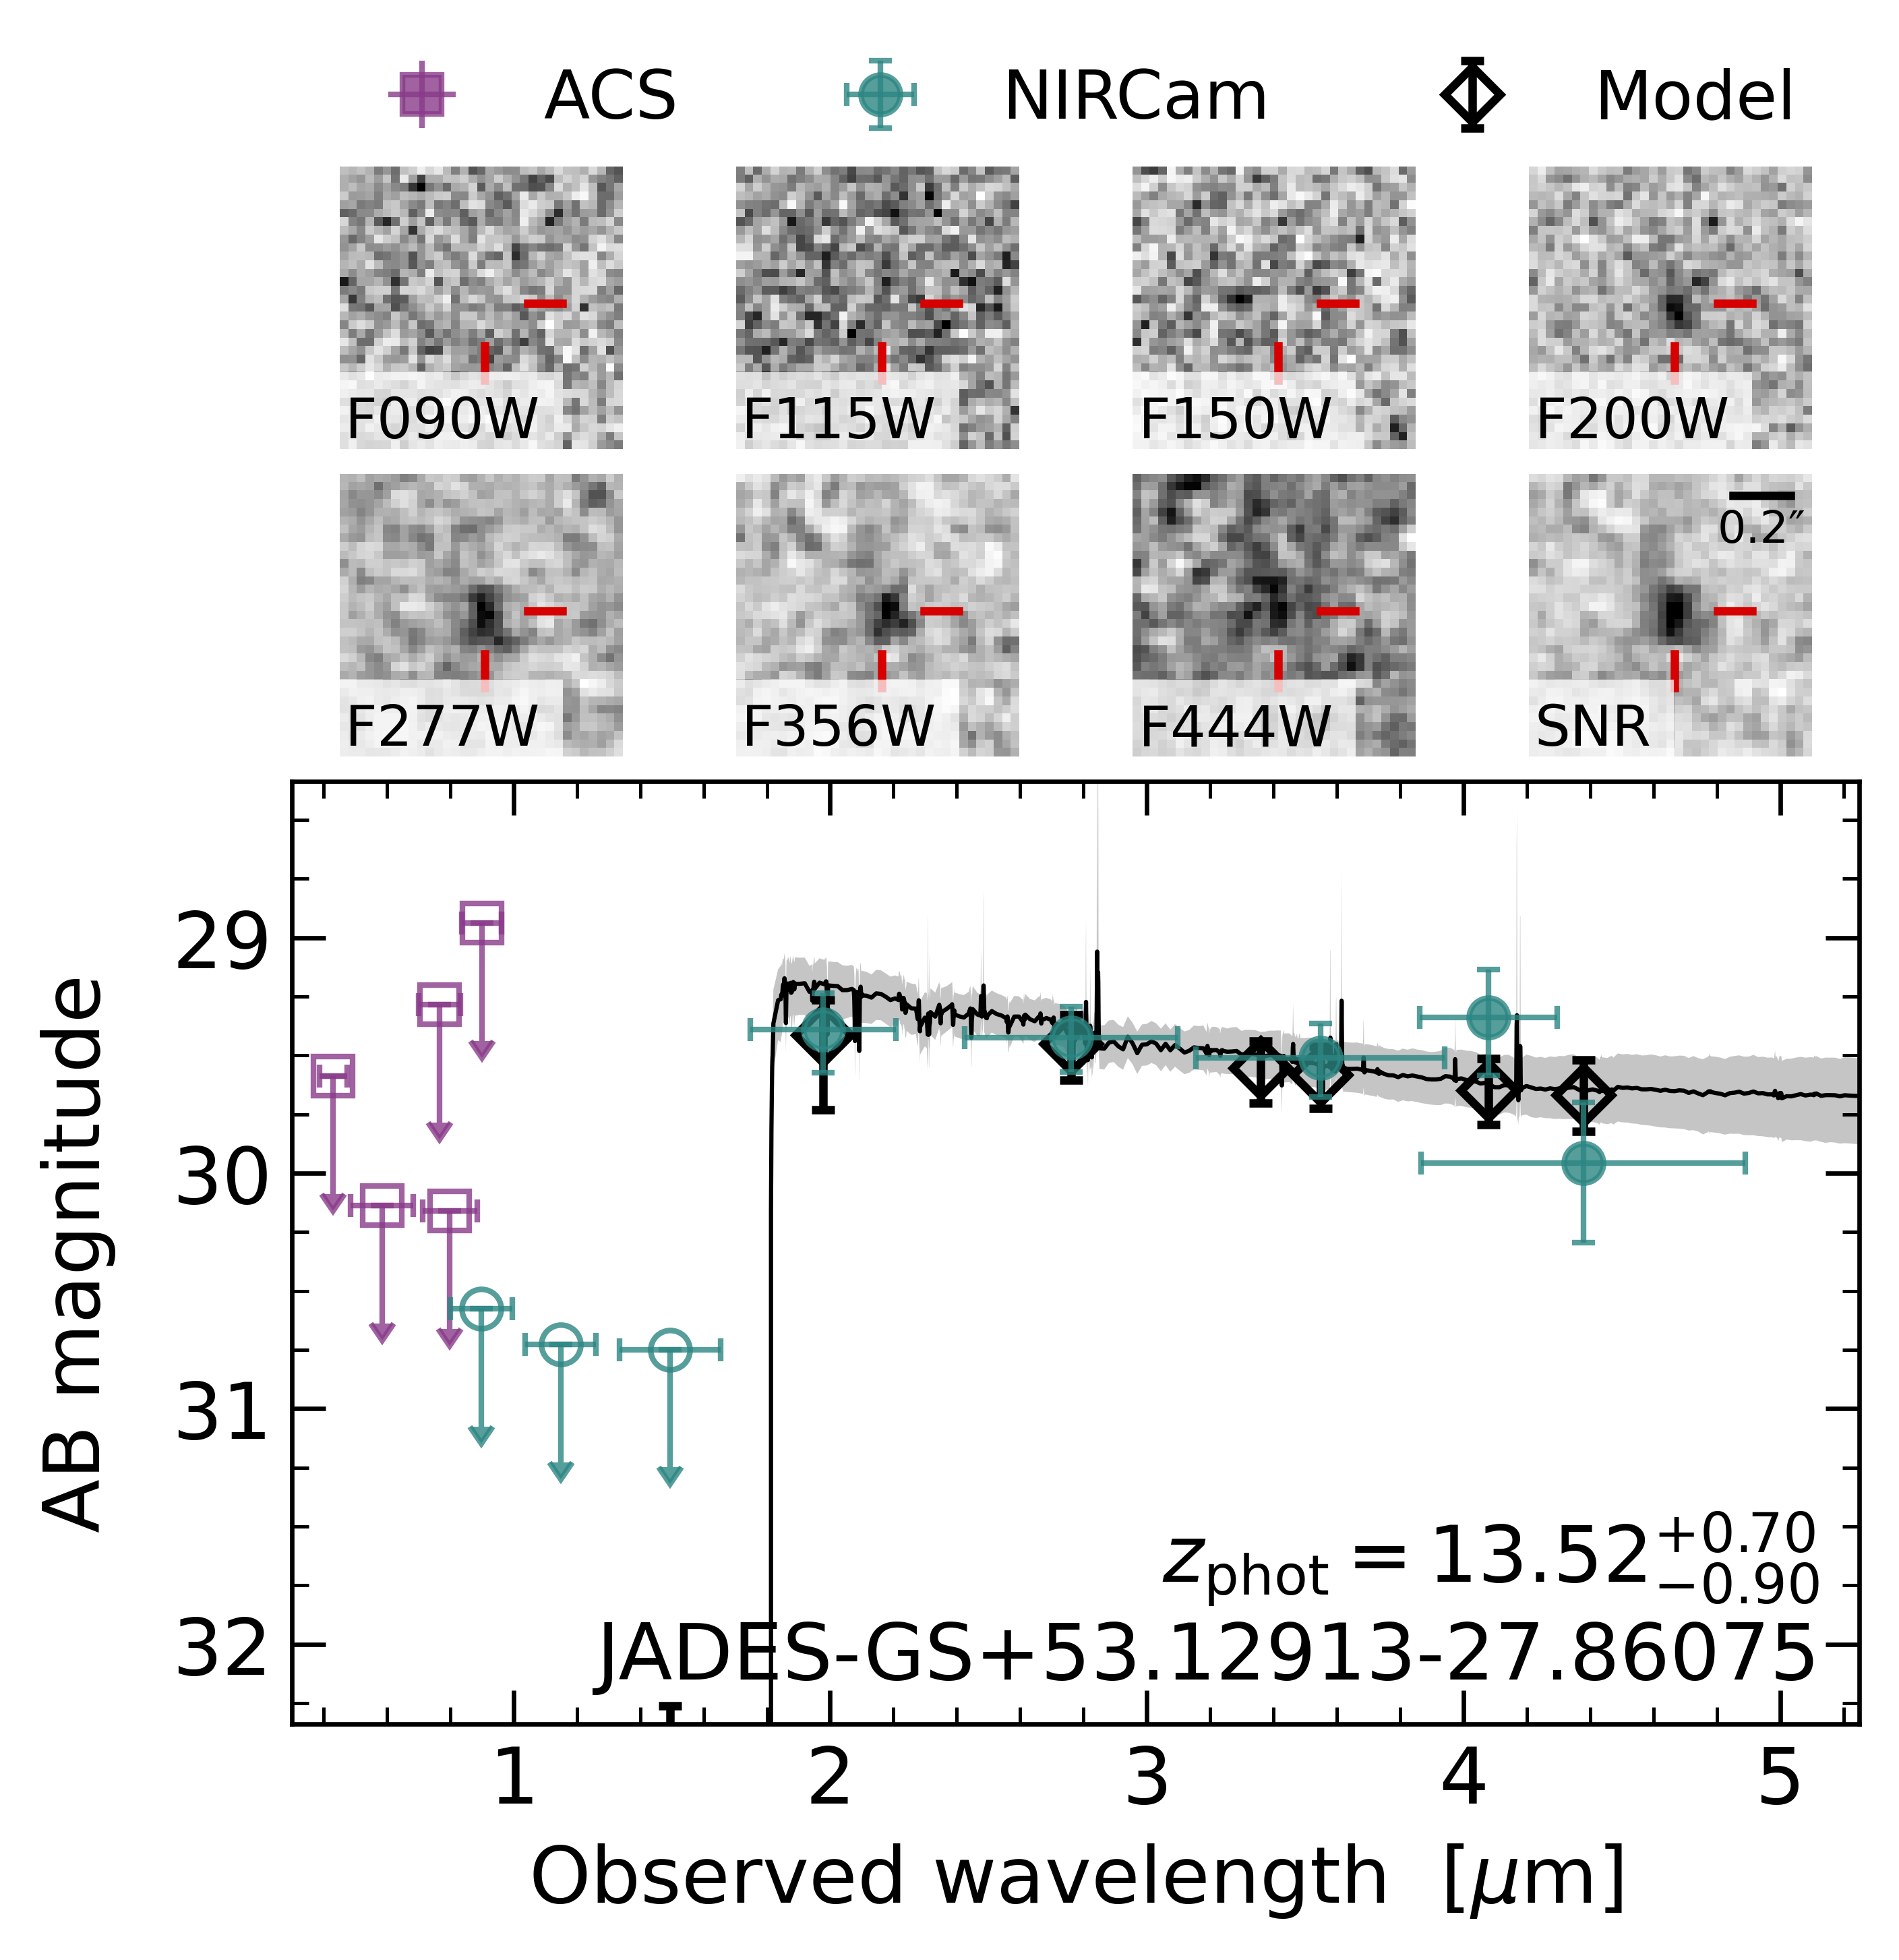 ACS NIRCam Model
F090W F115W F150W F200W
0.2″
F277W F356W F444W SNR
29
30
31
32
AB magnitude
z_phot = 13.52 +0.70 −0.90
JADES-GS+53.12913-27.86075
1 2 3 4 5
Observed wavelength [μm]